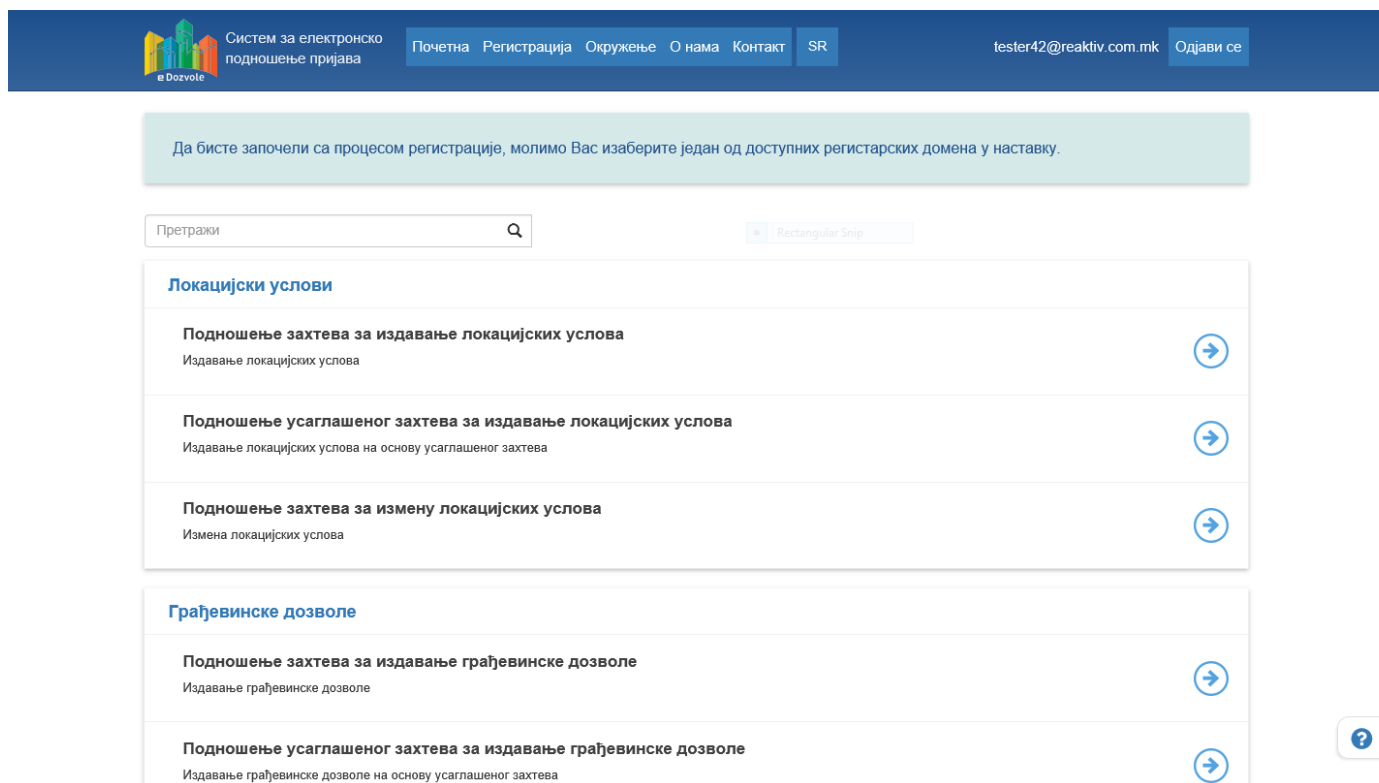 Систем за електронско
подношење пријава
e Dozvole
Почетна Регистрација Окружење О нама Контакт SR
tester42@reaktiv.com.mk Одјави се
Да бисте започели са процесом регистрације, молимо Вас изаберите један од доступних регистарских домена у наставку.
Претражи
Rectangular Snip
Локацијски услови
Подношење захтева за издавање локацијских услова
Издавање локацијских услова
Подношење усаглашеног захтева за издавање локацијских услова
Издавање локацијских услова на основу усаглашеног захтева
Подношење захтева за измену локацијских услова
Измена локацијских услова
Грађевинске дозволе
Подношење захтева за издавање грађевинске дозволе
Издавање грађевинске дозволе
Подношење усаглашеног захтева за издавање грађевинске дозволе
Издавање грађевинске дозволе на основу усаглашеног захтева